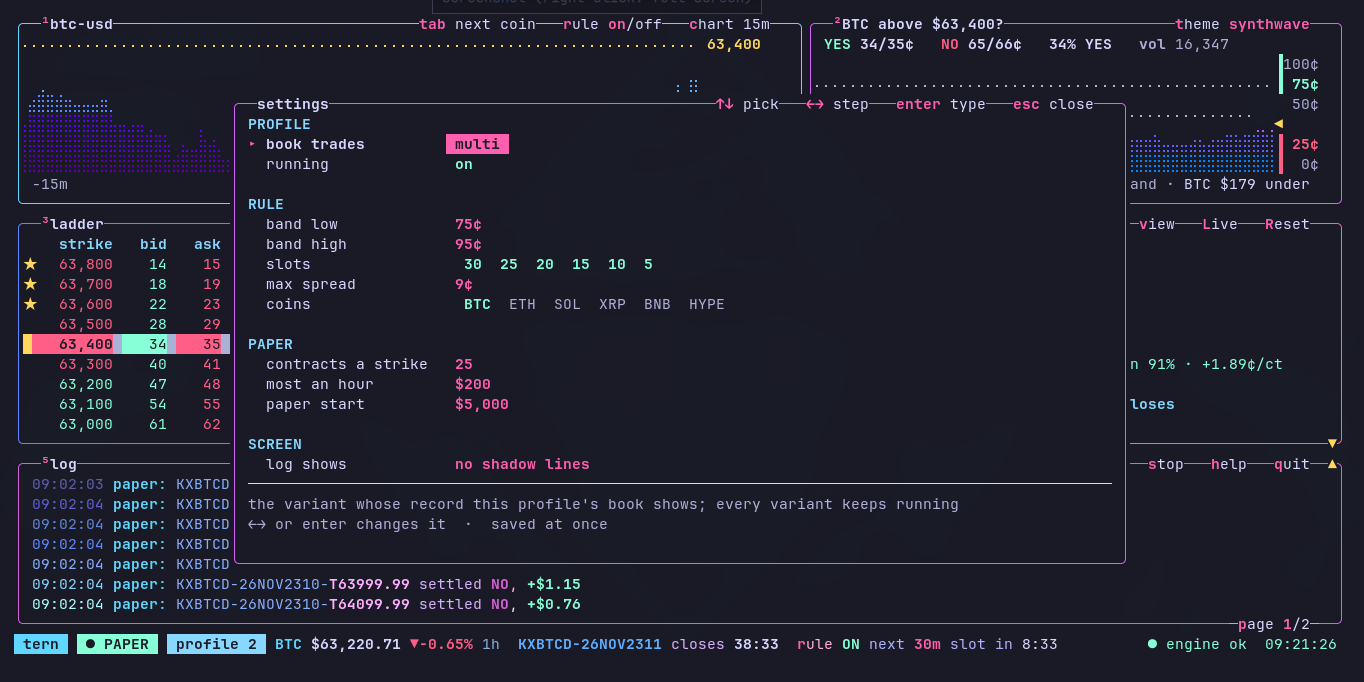 screenshot (right-click: full screen)
¹btc-usd tab next coin rule on/off chart 15m
63,400
-15m
²BTC above $63,400? theme synthwave
YES 34/35¢ NO 65/66¢ 34% YES vol 16,347
100¢
75¢
50¢
25¢
0¢
and · BTC $179 under
settings ↑↓ pick ↔ step enter type esc close
PROFILE
▸ book trades multi
running on
RULE
band low 75¢
band high 95¢
slots 30 25 20 15 10 5
max spread 9¢
coins BTC ETH SOL XRP BNB HYPE
PAPER
contracts a strike 25
most an hour $200
paper start $5,000
SCREEN
log shows no shadow lines
the variant whose record this profile's book shows; every variant keeps running
↔ or enter changes it · saved at once
³ladder
strike bid ask
★ 63,800 14 15
★ 63,700 18 19
★ 63,600 22 23
63,500 28 29
63,400 34 35
63,300 40 41
63,200 47 48
63,100 54 55
63,000 61 62
view Live Reset
n 91% · +1.89¢/ct
loses
⁵log stop help quit
09:02:03 paper: KXBTCD
09:02:04 paper: KXBTCD
09:02:04 paper: KXBTCD
09:02:04 paper: KXBTCD
09:02:04 paper: KXBTCD
09:02:04 paper: KXBTCD-26NOV2310-T63999.99 settled NO, +$1.15
09:02:04 paper: KXBTCD-26NOV2310-T64099.99 settled NO, +$0.76
page 1/2
tern ● PAPER profile 2 BTC $63,220.71 ▼-0.65% 1h KXBTCD-26NOV2311 closes 38:33 rule ON next 30m slot in 8:33 ● engine ok 09:21:26